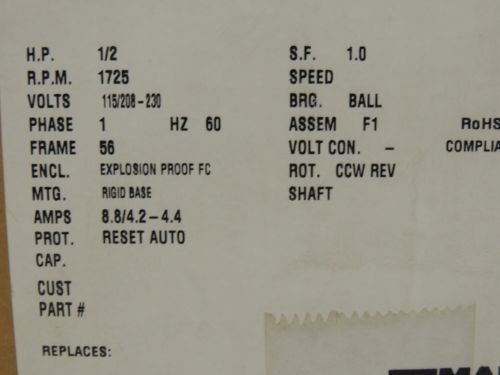 H.P. 1/2
R.P.M. 1725
VOLTS 115/208-230
PHASE 1 HZ 60
FRAME 56
ENCL. EXPLOSION PROOF FC
MTG. RIGID BASE
AMPS 8.8/4.2-4.4
PROT. RESET AUTO
CAP.
CUST
PART #
REPLACES:
S.F. 1.0
SPEED
BRG. BALL
ASSEM F1
VOLT CON. -
ROT. CCW REV
SHAFT
RoHS
COMPLIA
MA